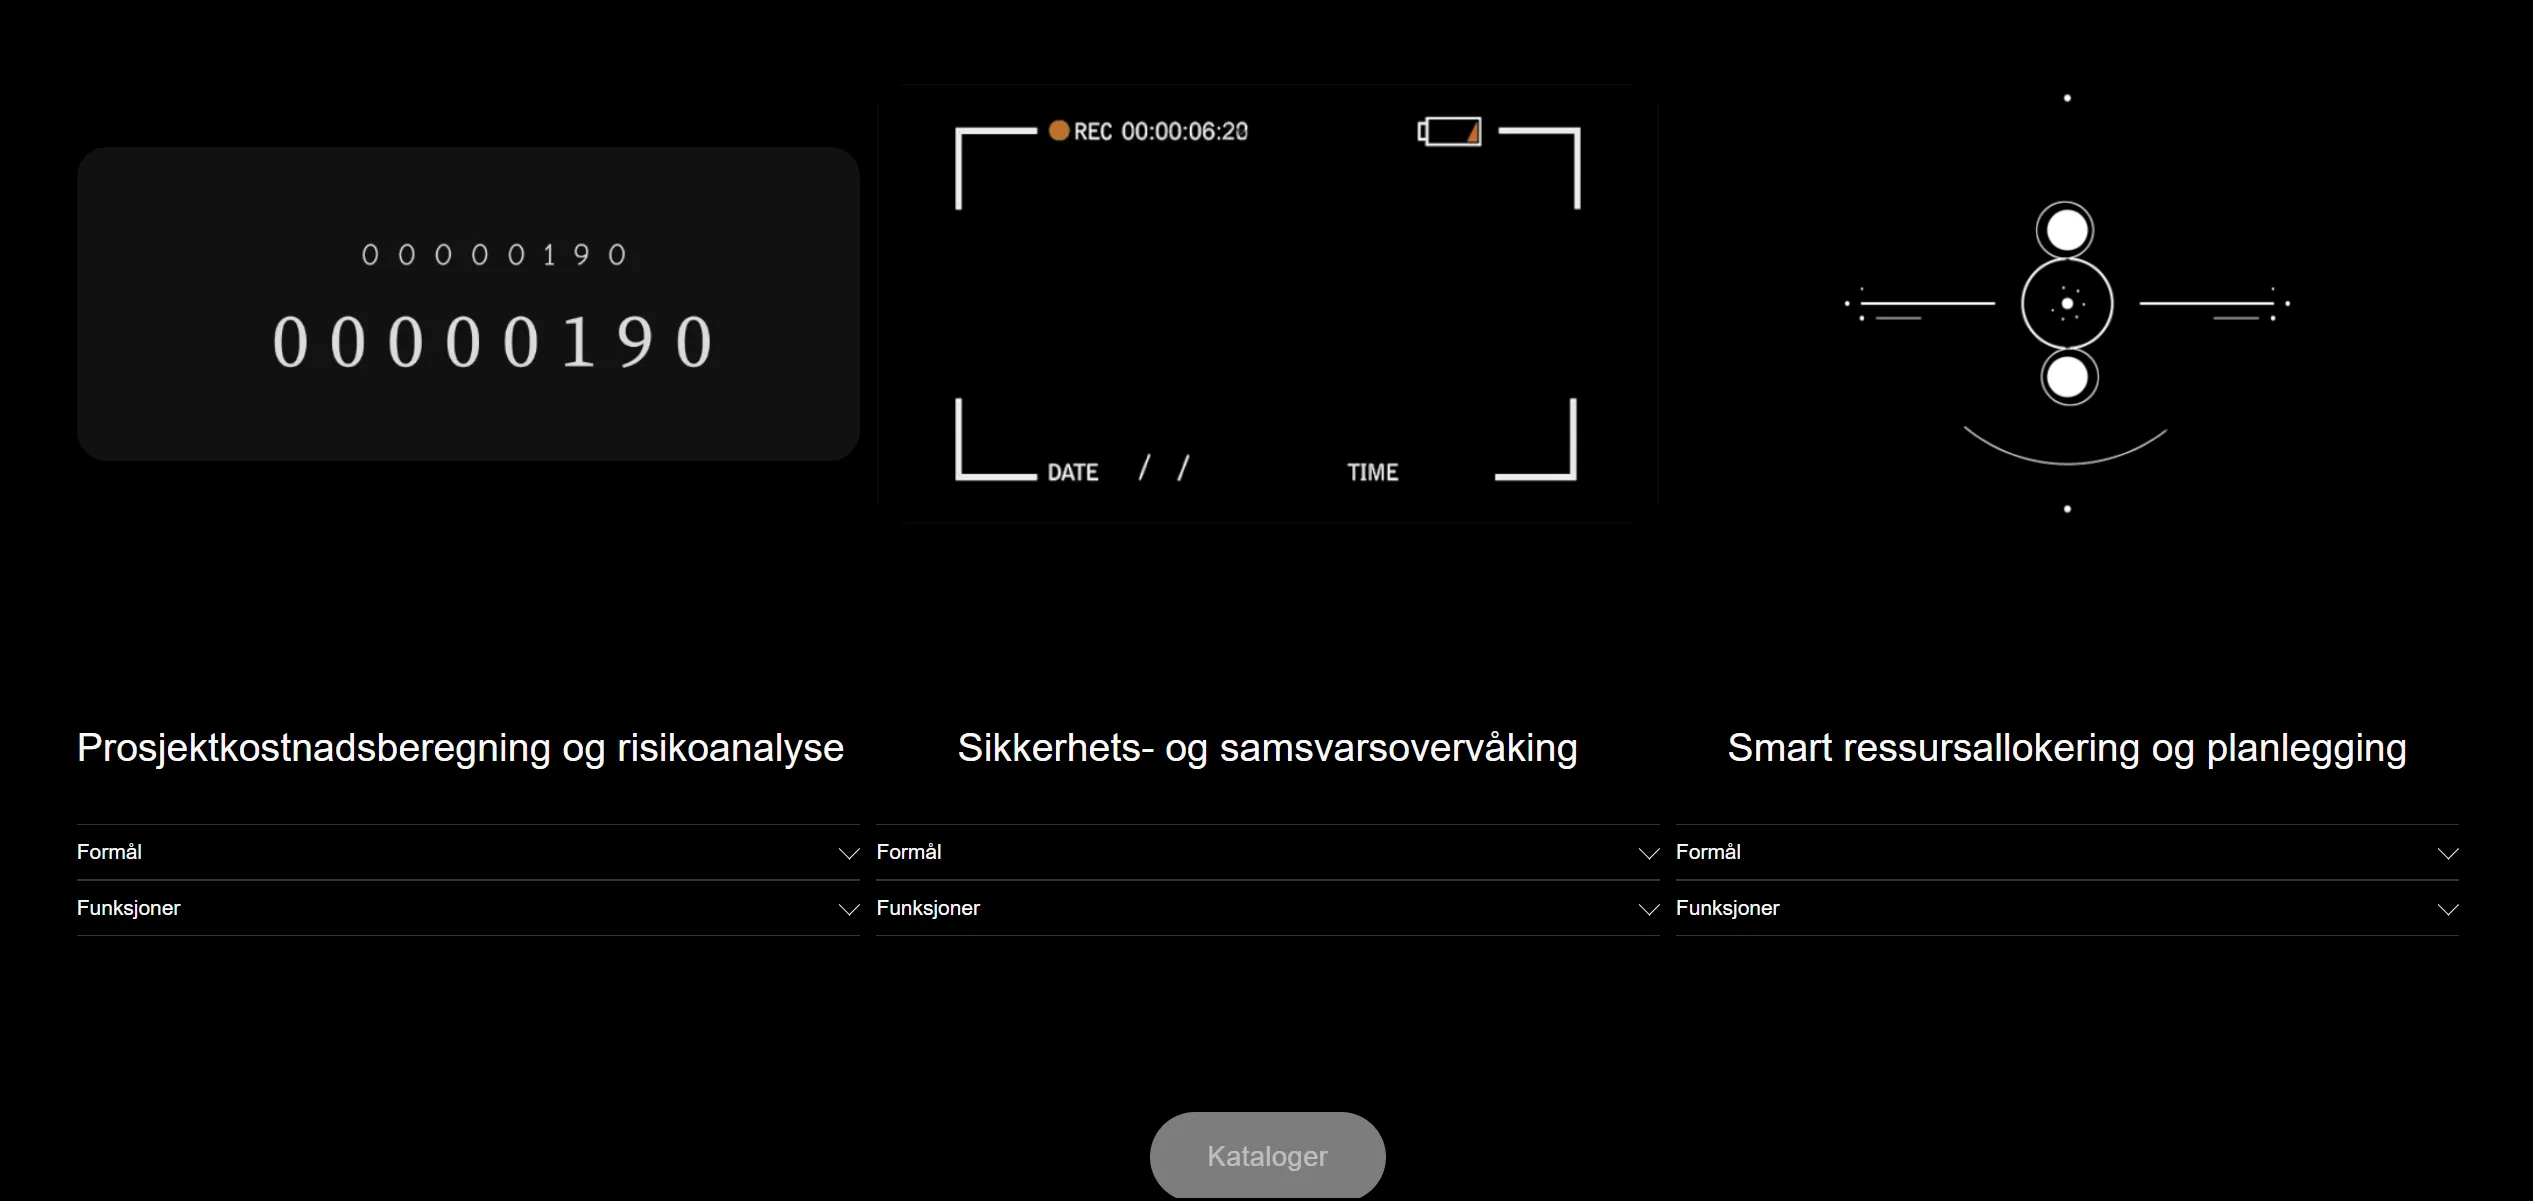 0 0 0 0 0 1 9 0
0 0 0 0 0 1 9 0
REC 00:00:06:20
DATE / / TIME
Prosjektkostnadsberegning og risikoanalyse
Formål
Funksjoner
Sikkerhets- og samsvarsovervåking
Formål
Funksjoner
Smart ressursallokering og planlegging
Formål
Funksjoner
Kataloger